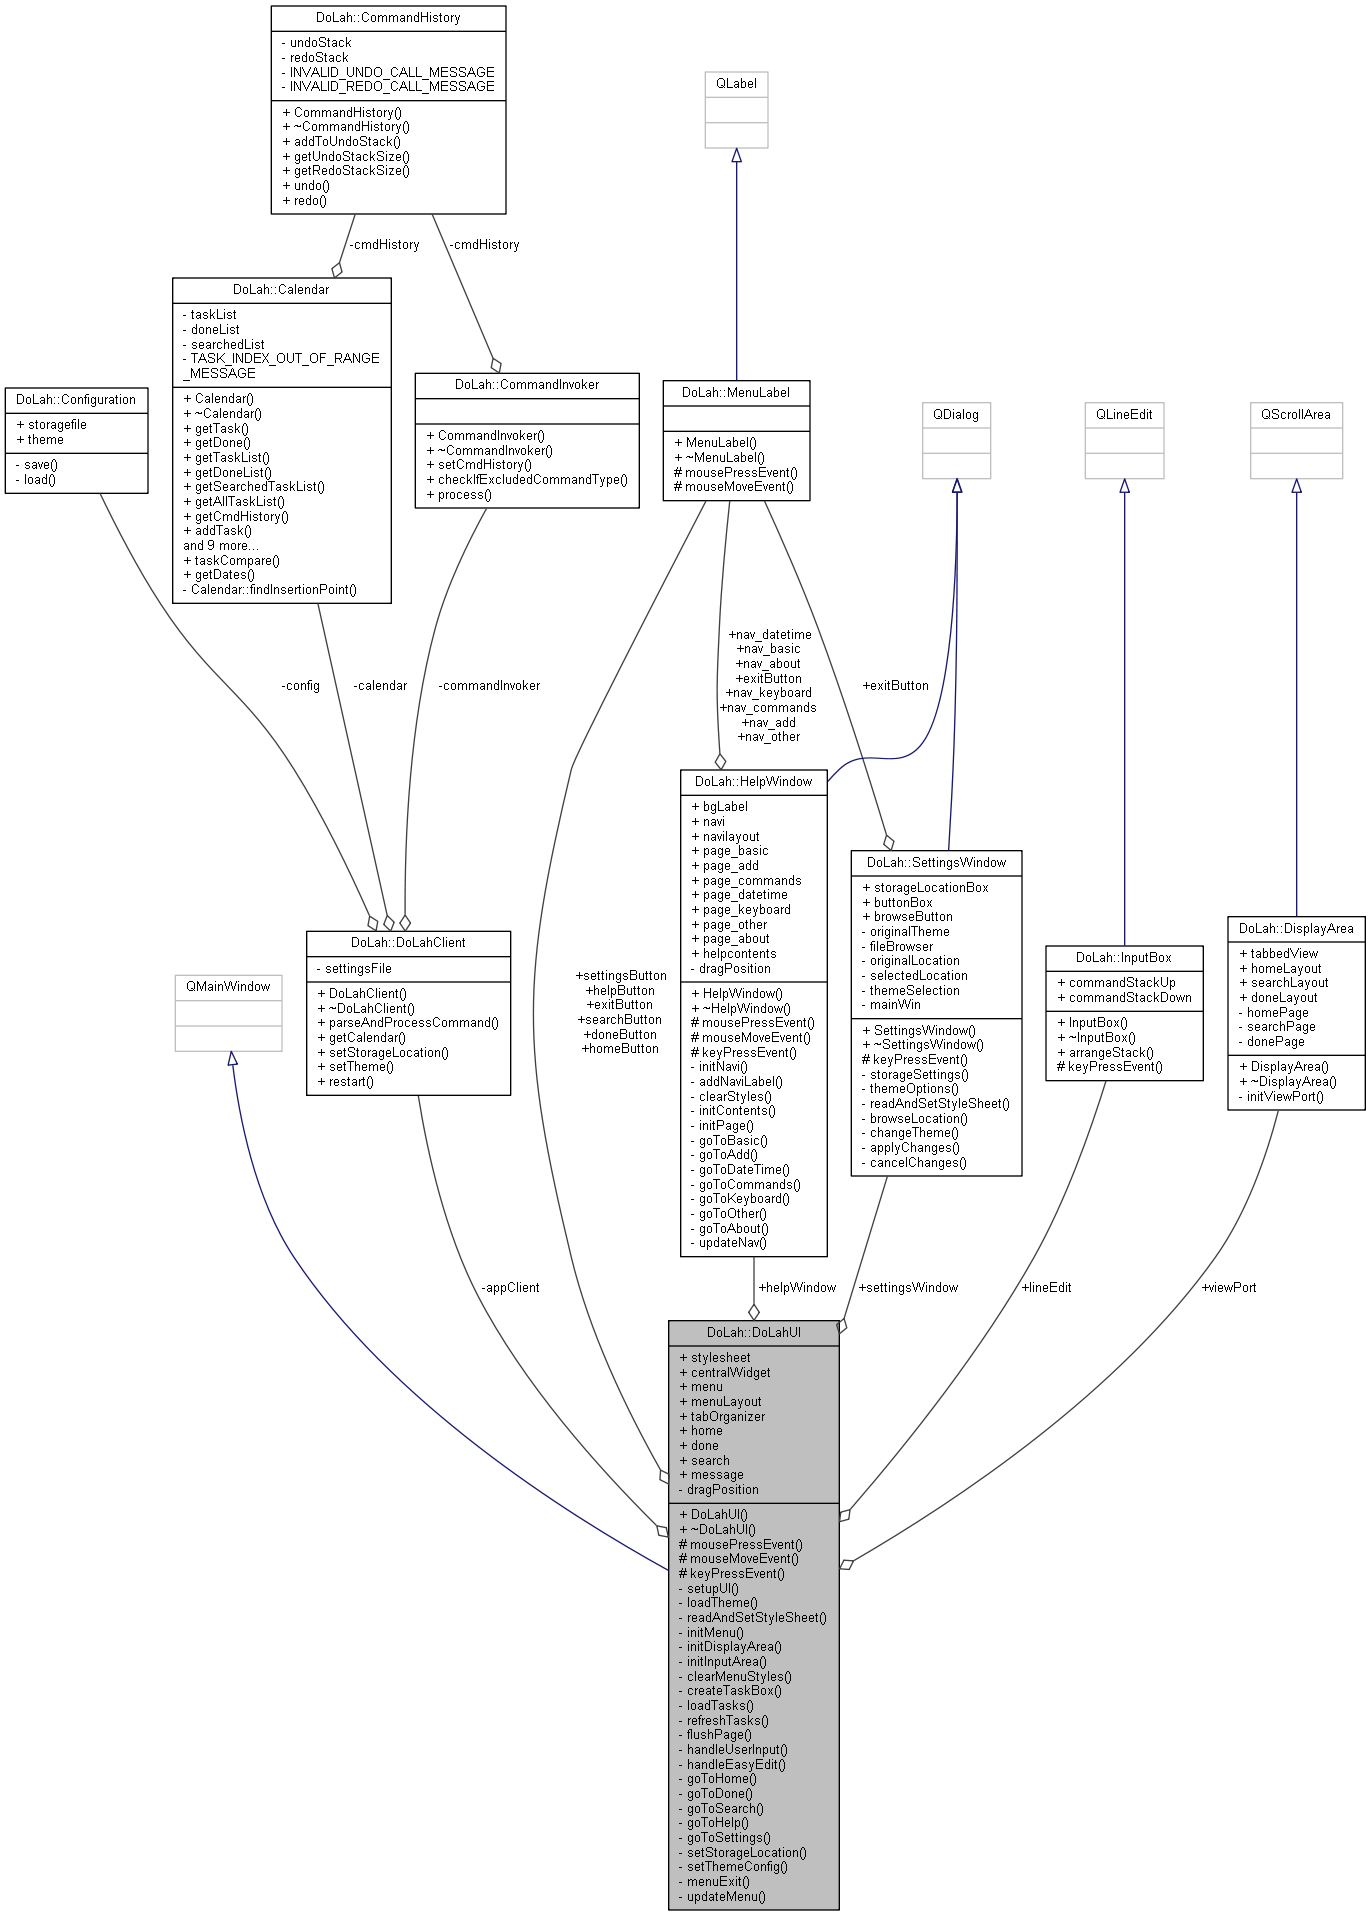 DoLah::CommandHistory
- undoStack
- redoStack
- INVALID_UNDO_CALL_MESSAGE
- INVALID_REDO_CALL_MESSAGE
+ CommandHistory()
+ ~CommandHistory()
+ addToUndoStack()
+ getUndoStackSize()
+ getRedoStackSize()
+ undo()
+ redo()
QLabel
-cmdHistory
-cmdHistory
DoLah::Calendar
- taskList
- doneList
- searchedList
- TASK_INDEX_OUT_OF_RANGE
_MESSAGE
+ Calendar()
+ ~Calendar()
+ getTask()
+ getDone()
+ getTaskList()
+ getDoneList()
+ getSearchedTaskList()
+ getAllTaskList()
+ getCmdHistory()
+ addTask()
and 9 more...
+ taskCompare()
+ getDates()
- Calendar::findInsertionPoint()
DoLah::Configuration
+ storagefile
+ theme
- save()
- load()
DoLah::CommandInvoker
+ CommandInvoker()
+ ~CommandInvoker()
+ setCmdHistory()
+ checkIfExcludedCommandType()
+ process()
DoLah::MenuLabel
+ MenuLabel()
+ ~MenuLabel()
# mousePressEvent()
# mouseMoveEvent()
QDialog
QLineEdit
QScrollArea
-config
-calendar
-commandInvoker
+nav_datetime
+nav_basic
+nav_about
+exitButton
+nav_keyboard
+nav_commands
+nav_add
+nav_other
+exitButton
DoLah::HelpWindow
+ bgLabel
+ navi
+ navilayout
+ page_basic
+ page_add
+ page_commands
+ page_datetime
+ page_keyboard
+ page_other
+ page_about
+ helpcontents
- dragPosition
+ HelpWindow()
+ ~HelpWindow()
# mousePressEvent()
# mouseMoveEvent()
# keyPressEvent()
- initNavi()
- addNaviLabel()
- clearStyles()
- initContents()
- initPage()
- goToBasic()
- goToAdd()
- goToDateTime()
- goToCommands()
- goToKeyboard()
- goToOther()
- goToAbout()
- updateNav()
DoLah::SettingsWindow
+ storageLocationBox
+ buttonBox
+ browseButton
- originalTheme
- fileBrowser
- originalLocation
- selectedLocation
- themeSelection
- mainWin
+ SettingsWindow()
+ ~SettingsWindow()
# keyPressEvent()
- storageSettings()
- themeOptions()
- readAndSetStyleSheet()
- browseLocation()
- changeTheme()
- applyChanges()
- cancelChanges()
DoLah::InputBox
+ commandStackUp
+ commandStackDown
+ InputBox()
+ ~InputBox()
+ arrangeStack()
# keyPressEvent()
DoLah::DisplayArea
+ tabbedView
+ homeLayout
+ searchLayout
+ doneLayout
- homePage
- searchPage
- donePage
+ DisplayArea()
+ ~DisplayArea()
- initViewPort()
QMainWindow
DoLah::DoLahClient
- settingsFile
+ DoLahClient()
+ ~DoLahClient()
+ parseAndProcessCommand()
+ getCalendar()
+ setStorageLocation()
+ setTheme()
+ restart()
+settingsButton
+helpButton
+exitButton
+searchButton
+doneButton
+homeButton
-appClient
+helpWindow
+settingsWindow
+lineEdit
+viewPort
DoLah::DoLahUI
+ stylesheet
+ centralWidget
+ menu
+ menuLayout
+ tabOrganizer
+ home
+ done
+ search
+ message
- dragPosition
+ DoLahUI()
+ ~DoLahUI()
# mousePressEvent()
# mouseMoveEvent()
# keyPressEvent()
- setupUI()
- loadTheme()
- readAndSetStyleSheet()
- initMenu()
- initDisplayArea()
- initInputArea()
- clearMenuStyles()
- createTaskBox()
- loadTasks()
- refreshTasks()
- flushPage()
- handleUserInput()
- handleEasyEdit()
- goToHome()
- goToDone()
- goToSearch()
- goToHelp()
- goToSettings()
- setStorageLocation()
- setThemeConfig()
- menuExit()
- updateMenu()